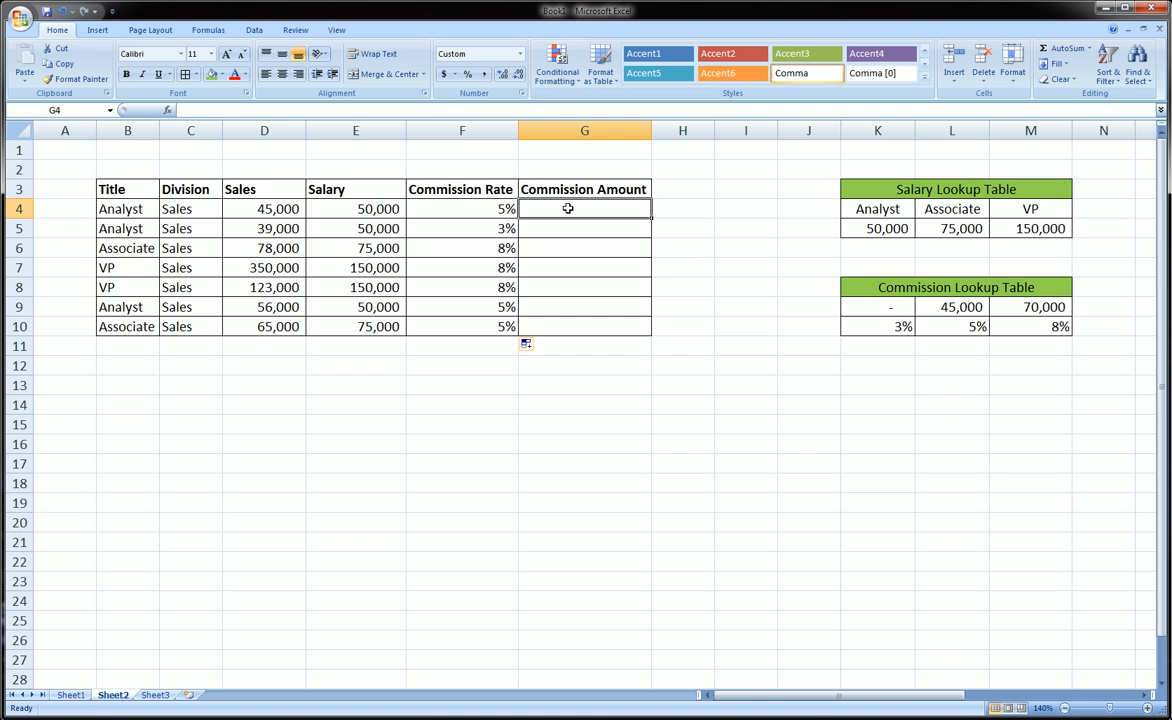 Book1 - Microsoft Excel
Home Insert Page Layout Formulas Data Review View
Cut Calibri 11 Wrap Text Custom Accent1 Accent2 Accent3 Accent4 AutoSum
Copy Fill
Paste Format Painter Merge & Center Conditional Formatting Format as Table Accent5 Accent6 Comma Comma [0] Insert Delete Format Clear Sort & Filter Find & Select
Clipboard Font Alignment Number Styles Cells Editing
G4 fx
A B C D E F G H I J K L M N
1
2
3 Title Division Sales Salary Commission Rate Commission Amount Salary Lookup Table
4 Analyst Sales 45,000 50,000 5% Analyst Associate VP
5 Analyst Sales 39,000 50,000 3% 50,000 75,000 150,000
6 Associate Sales 78,000 75,000 8%
7 VP Sales 350,000 150,000 8%
8 VP Sales 123,000 150,000 8% Commission Lookup Table
9 Analyst Sales 56,000 50,000 5% - 45,000 70,000
10 Associate Sales 65,000 75,000 5% 3% 5% 8%
11
12
13
14
15
16
17
18
19
20
21
22
23
24
25
26
27
28
Sheet1 Sheet2 Sheet3
Ready 140%